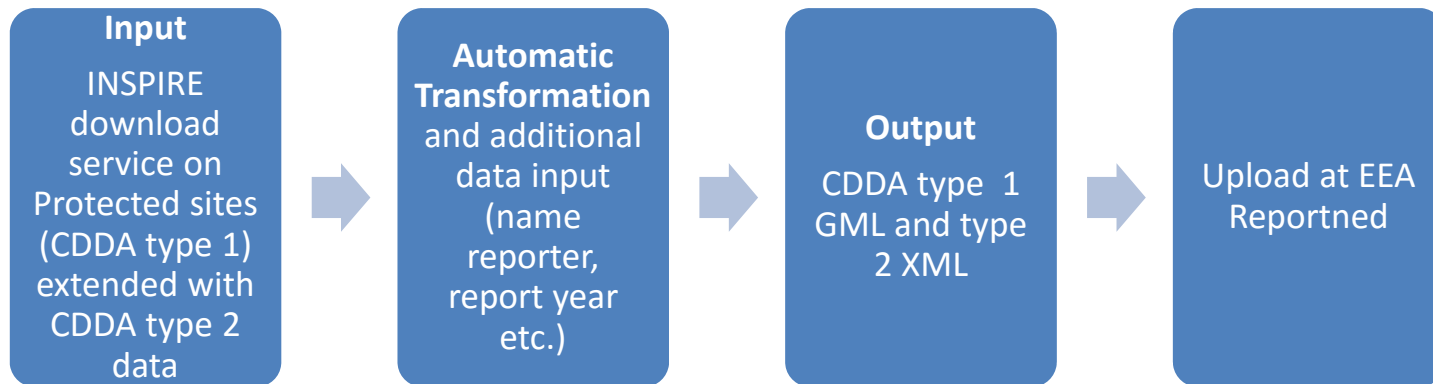 Input
INSPIRE
download
service on
Protected sites
(CDDA type 1)
extended with
CDDA type 2
data
Automatic
Transformation
and additional
data input
(name
reporter,
report year
etc.)
Output
CDDA type 1
GML and type
2 XML
Upload at EEA
Reportned